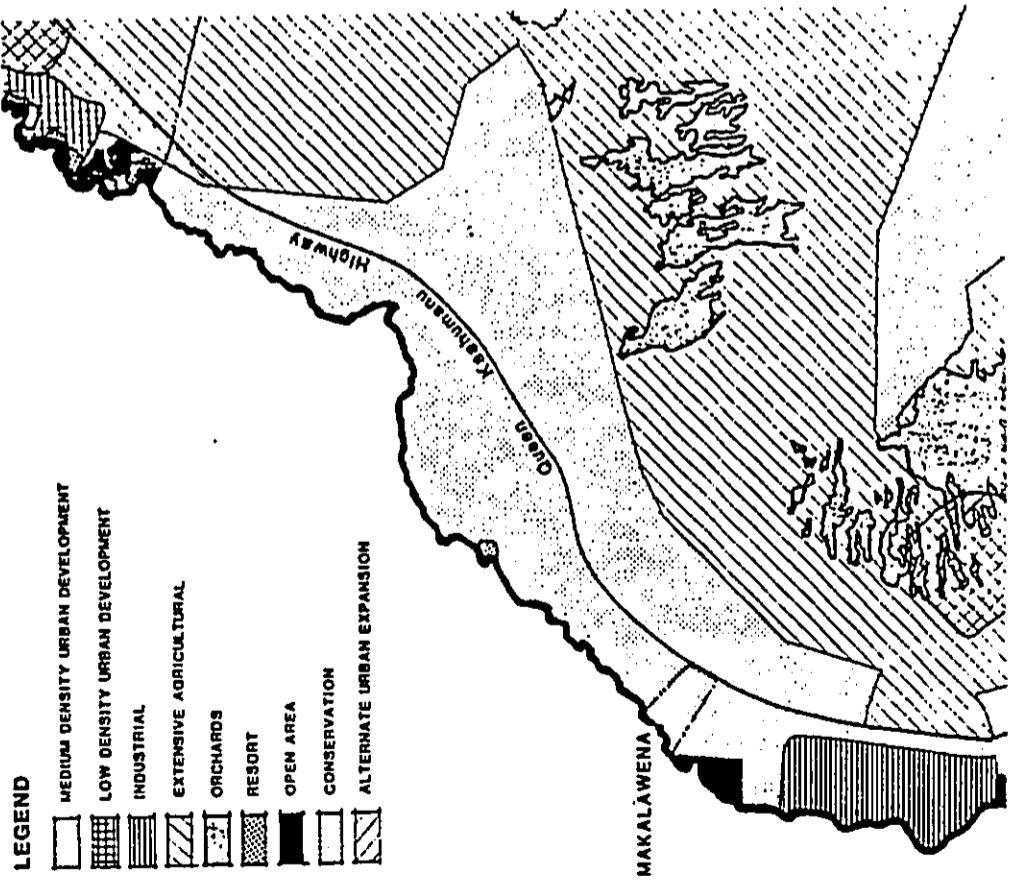 LEGEND
MEDIUM DENSITY URBAN DEVELOPMENT
LOW DENSITY URBAN DEVELOPMENT
INDUSTRIAL
EXTENSIVE AGRICULTURAL
ORCHARDS
RESORT
OPEN AREA
CONSERVATION
ALTERNATE URBAN EXPANSION
MAKALAWENA
Queen Kaahumanu Highway